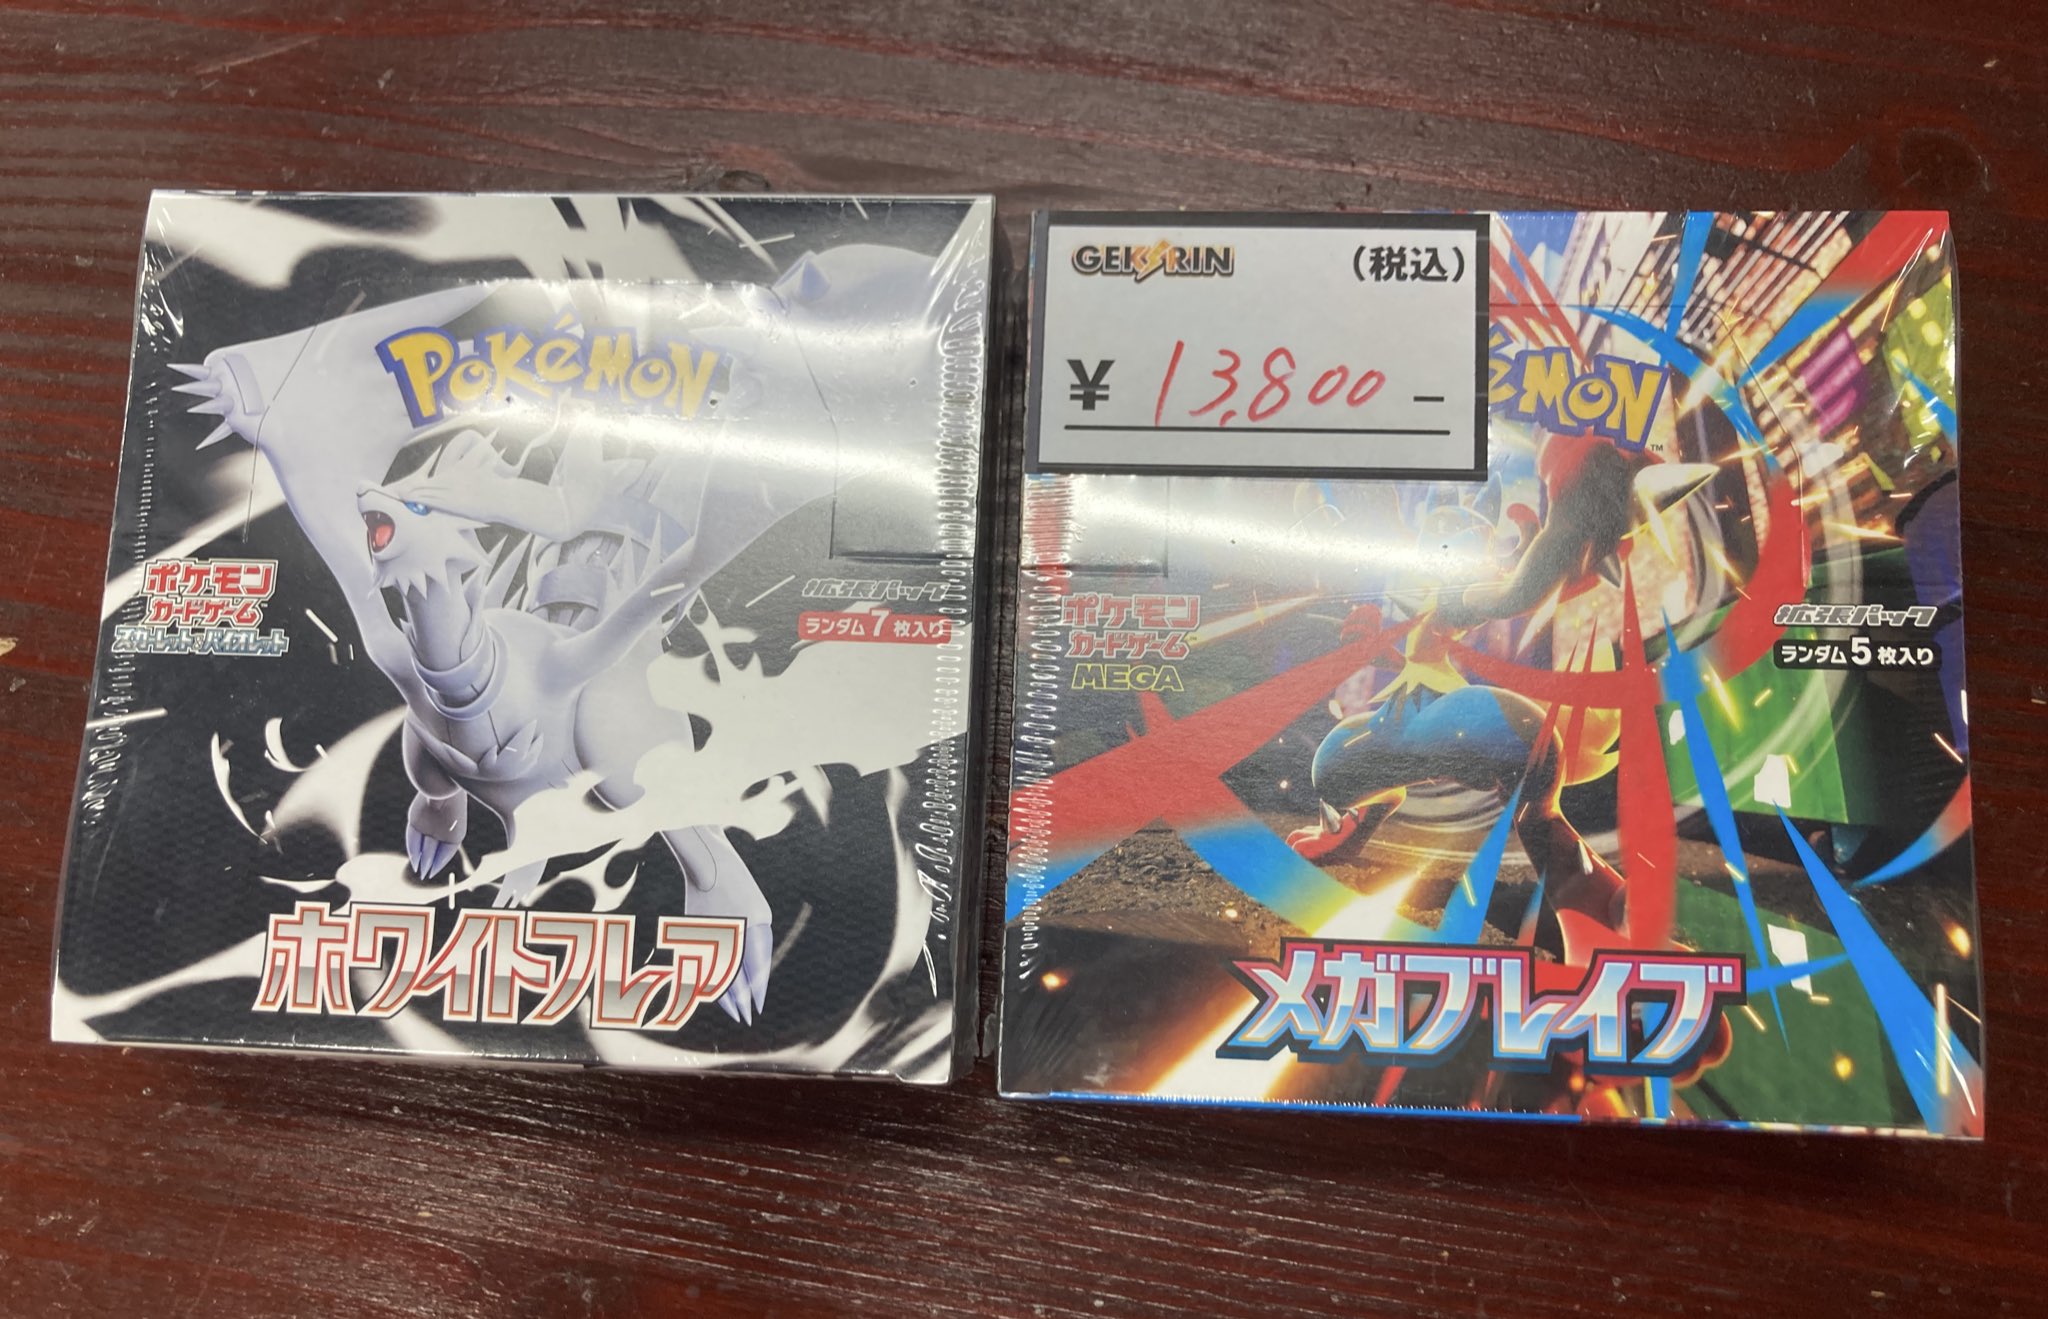 POKÉMON
ポケモン
カードゲーム
スカーレット&バイオレット
拡張パック
ランダム7枚入り
ホワイトフレア
GEKIRIN
(税込)
¥ 13,800 −
ÉMON™
ポケモン
カードゲーム
MEGA
拡張パック
ランダム5枚入り
メガブレイブ